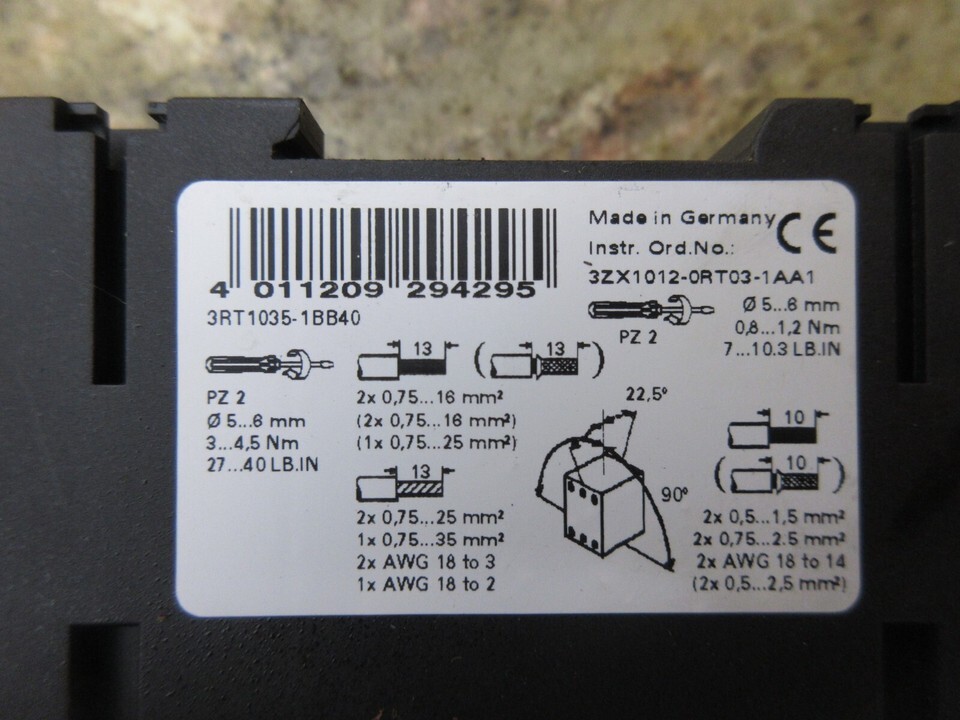 4 011209 294295
3RT1035-1BB40
Made in Germany CE
Instr. Ord.No.:
3ZX1012-0RT03-1AA1
PZ 2
Ø 5...6 mm
0,8...1,2 Nm
7...10.3 LB.IN
PZ 2
Ø 5...6 mm
3...4,5 Nm
27...40 LB.IN
13
( 13 )
2x 0,75...16 mm²
(2x 0,75...16 mm²)
(1x 0,75...25 mm²)
13
2x 0,75...25 mm²
1x 0,75...35 mm²
2x AWG 18 to 3
1x AWG 18 to 2
22,5°
90°
10
( 10 )
2x 0,5...1,5 mm²
2x 0,75...2.5 mm²
2x AWG 18 to 14
(2x 0,5...2,5 mm²)